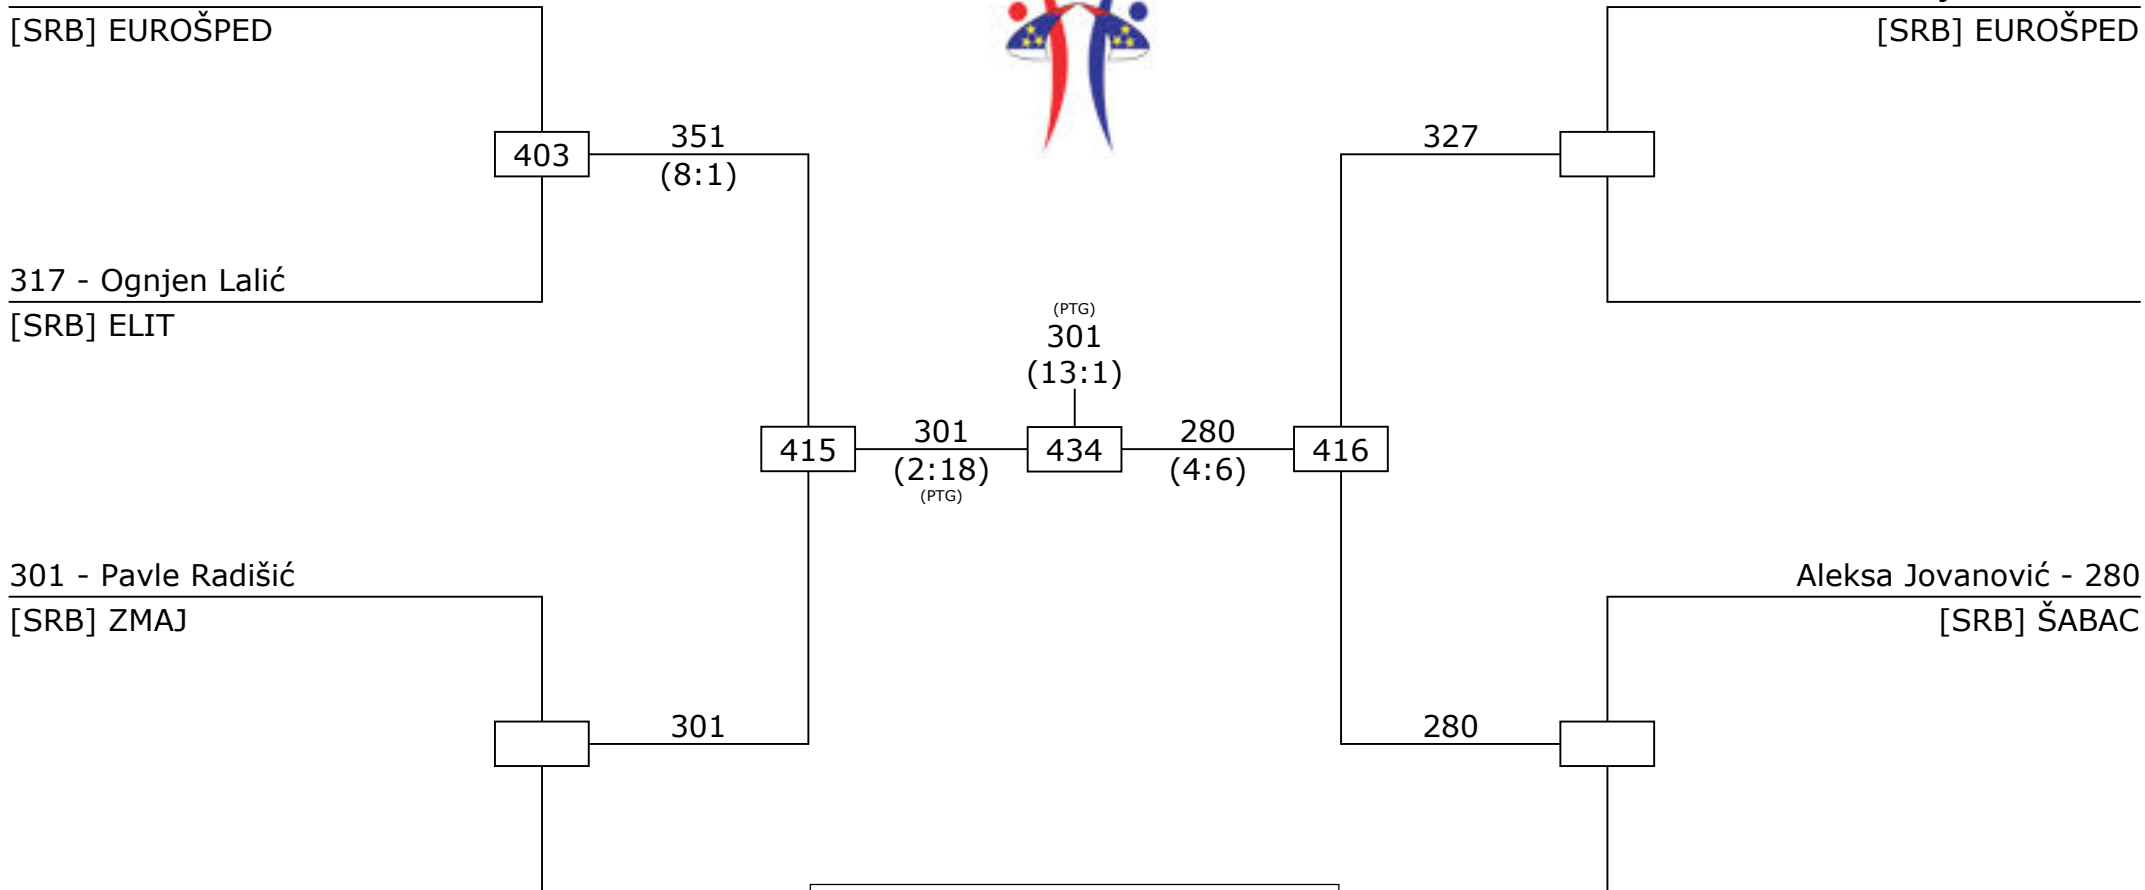 [SRB] EUROŠPED
[SRB] EUROŠPED
403
351
(8:1)
327
317 - Ognjen Lalić
[SRB] ELIT
(PTG)
301
(13:1)
415
301
(2:18)
(PTG)
434
280
(4:6)
416
301 - Pavle Radišić
[SRB] ZMAJ
Aleksa Jovanović - 280
[SRB] ŠABAC
301
280